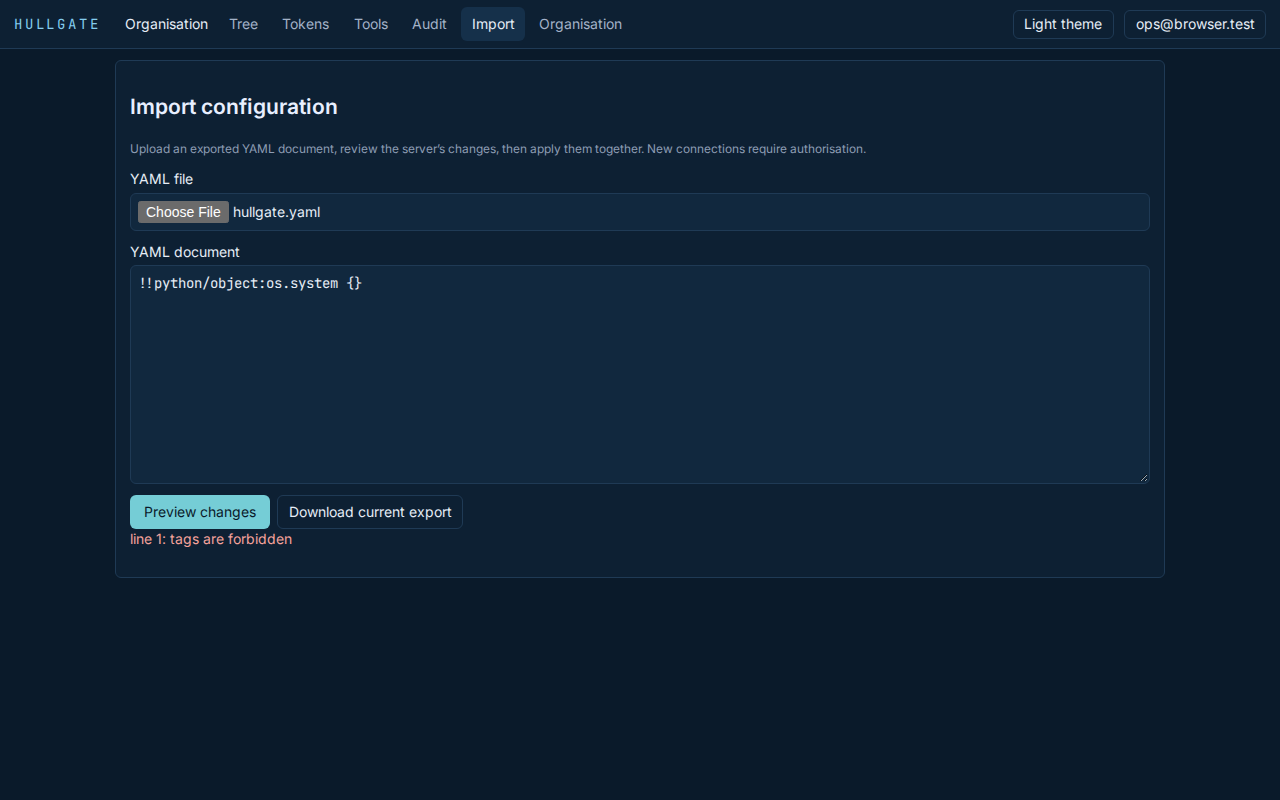 HULLGATE Organisation Tree Tokens Tools Audit Import Organisation Light theme ops@browser.test
Import configuration
Upload an exported YAML document, review the server’s changes, then apply them together. New connections require authorisation.
YAML file
Choose File hullgate.yaml
YAML document
!!python/object:os.system {}
Preview changes Download current export
line 1: tags are forbidden